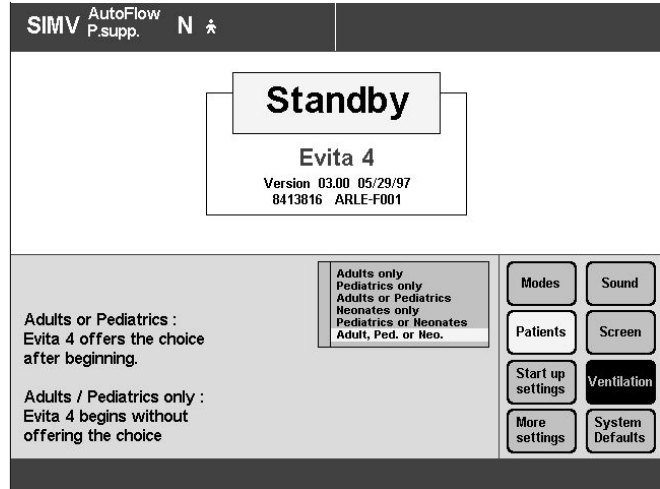 SIMV AutoFlow
P.supp. N
Standby
Evita 4
Version 03.00 05/29/97
8413816 ARLE-F001
Adults only
Pediatrics only
Adults or Pediatrics
Neonates only
Pediatrics or Neonates
Adult, Ped. or Neo.
Adults or Pediatrics :
Evita 4 offers the choice
after beginning.
Adults / Pediatrics only :
Evita 4 begins without
offering the choice
Modes
Sound
Patients
Screen
Start up
settings
Ventilation
More
settings
System
Defaults